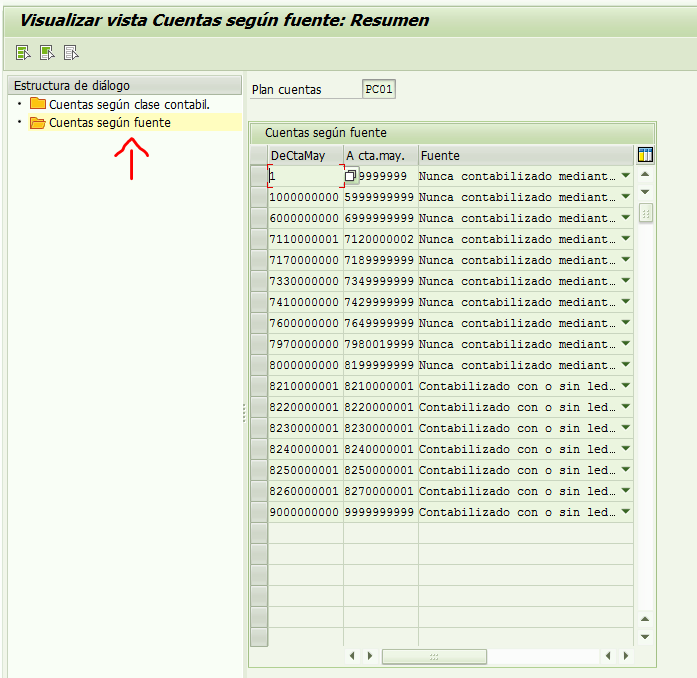 Visualizar vista Cuentas según fuente: Resumen
Estructura de diálogo
Cuentas según clase contabil.
Cuentas según fuente
Plan cuentas PC01
Cuentas según fuente
DeCtaMay A cta.may. Fuente
1 9999999 Nunca contabilizado mediant…
1000000000 5999999999 Nunca contabilizado mediant…
6000000000 6999999999 Nunca contabilizado mediant…
7110000001 7120000002 Nunca contabilizado mediant…
7170000000 7189999999 Nunca contabilizado mediant…
7330000000 7349999999 Nunca contabilizado mediant…
7410000000 7429999999 Nunca contabilizado mediant…
7600000000 7649999999 Nunca contabilizado mediant…
7970000000 7980019999 Nunca contabilizado mediant…
8000000000 8199999999 Nunca contabilizado mediant…
8210000001 8210000001 Contabilizado con o sin led…
8220000001 8220000001 Contabilizado con o sin led…
8230000001 8230000001 Contabilizado con o sin led…
8240000001 8240000001 Contabilizado con o sin led…
8250000001 8250000001 Contabilizado con o sin led…
8260000001 8270000001 Contabilizado con o sin led…
9000000000 9999999999 Contabilizado con o sin led…